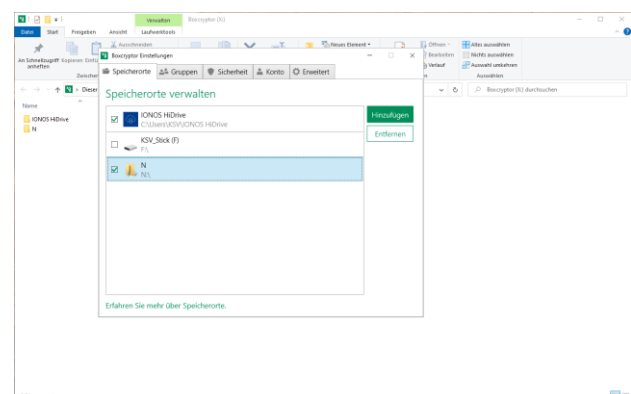 Verwalten Boxcryptor (X:)
Datei Start Freigeben Ansicht Laufwerktools
An Schnellzugriff anheften
Kopieren
Ausschneiden
Neues Element
Öffnen
Bearbeiten
Verlauf
Alles auswählen
Nichts auswählen
Auswahl umkehren
Auswählen
Boxcryptor Einstellungen
Speicherorte Gruppen Sicherheit Konto Erweitert
Boxcryptor (X:) durchsuchen
Name
IONOS HiDrive
N
Speicherorte verwalten
IONOS HiDrive
C:\Users\KSV\IONOS HiDrive
KSV_Stick (F)
F:\
N
N:\
Hinzufügen
Entfernen
Erfahren Sie mehr über Speicherorte.